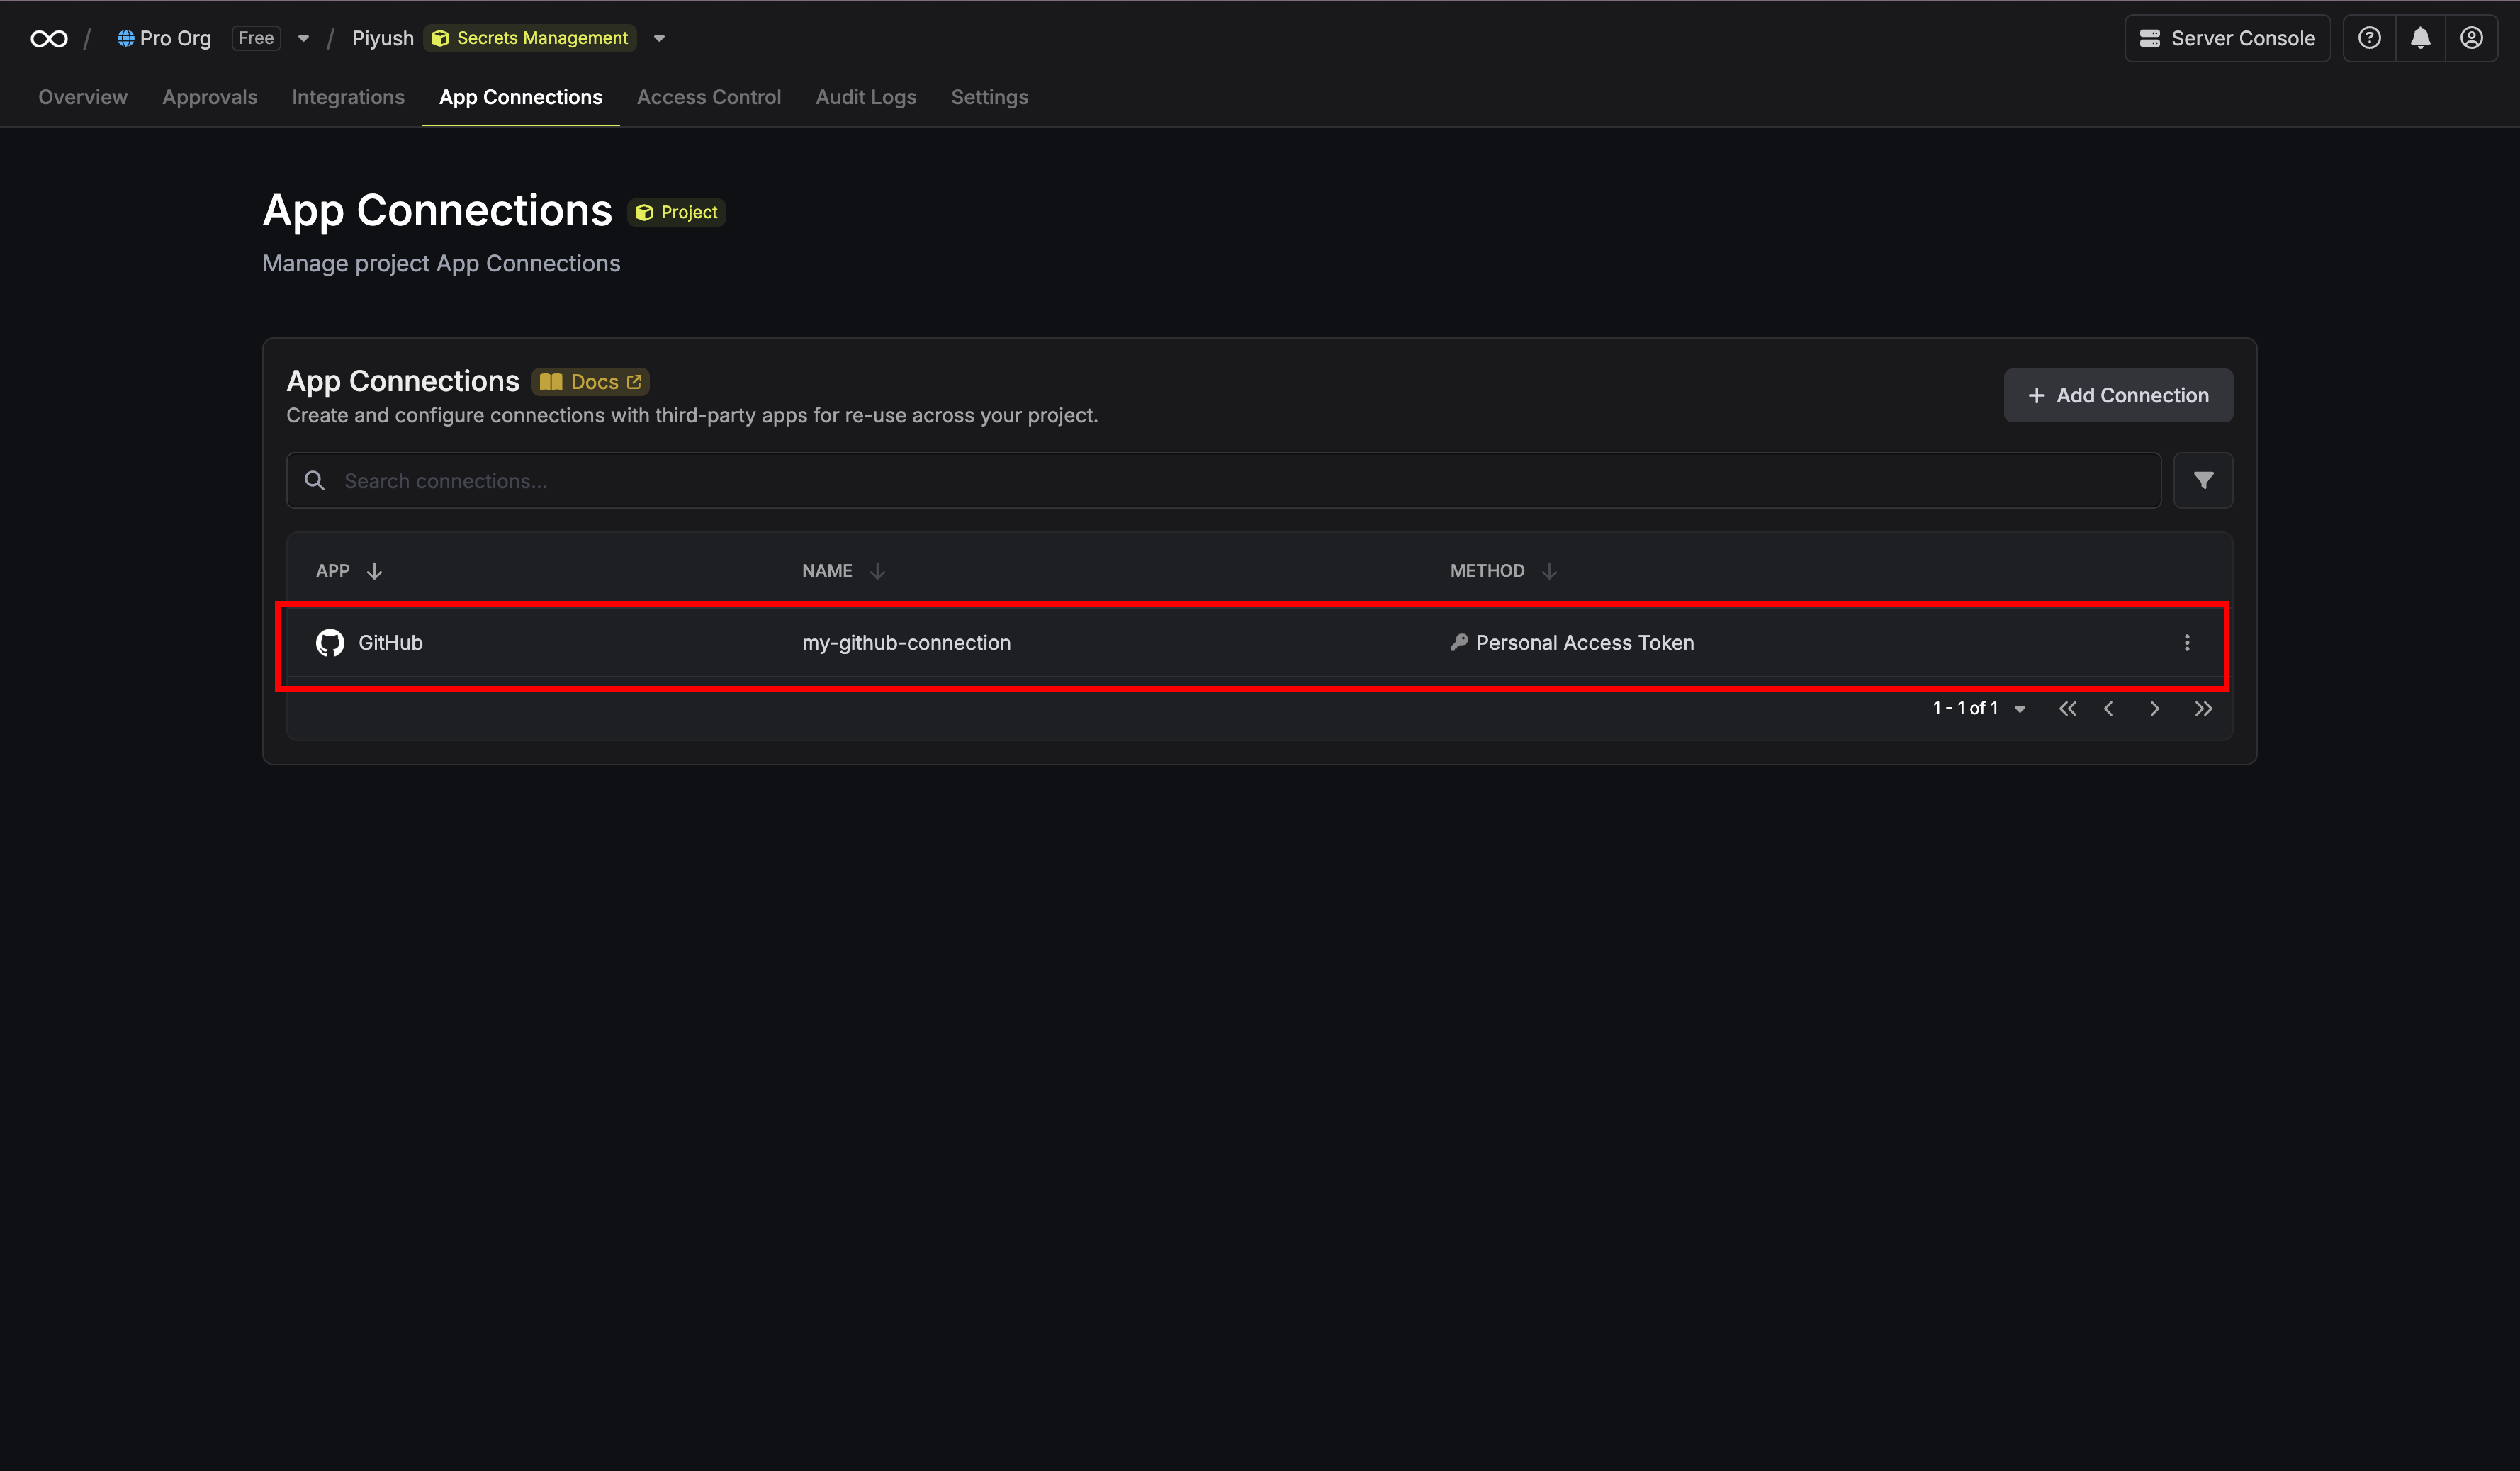 / Pro Org Free / Piyush Secrets Management Server Console
Overview Approvals Integrations App Connections Access Control Audit Logs Settings
App Connections Project
Manage project App Connections
App Connections Docs
Create and configure connections with third-party apps for re-use across your project.
+ Add Connection
Search connections...
APP NAME METHOD
GitHub my-github-connection Personal Access Token
1 - 1 of 1